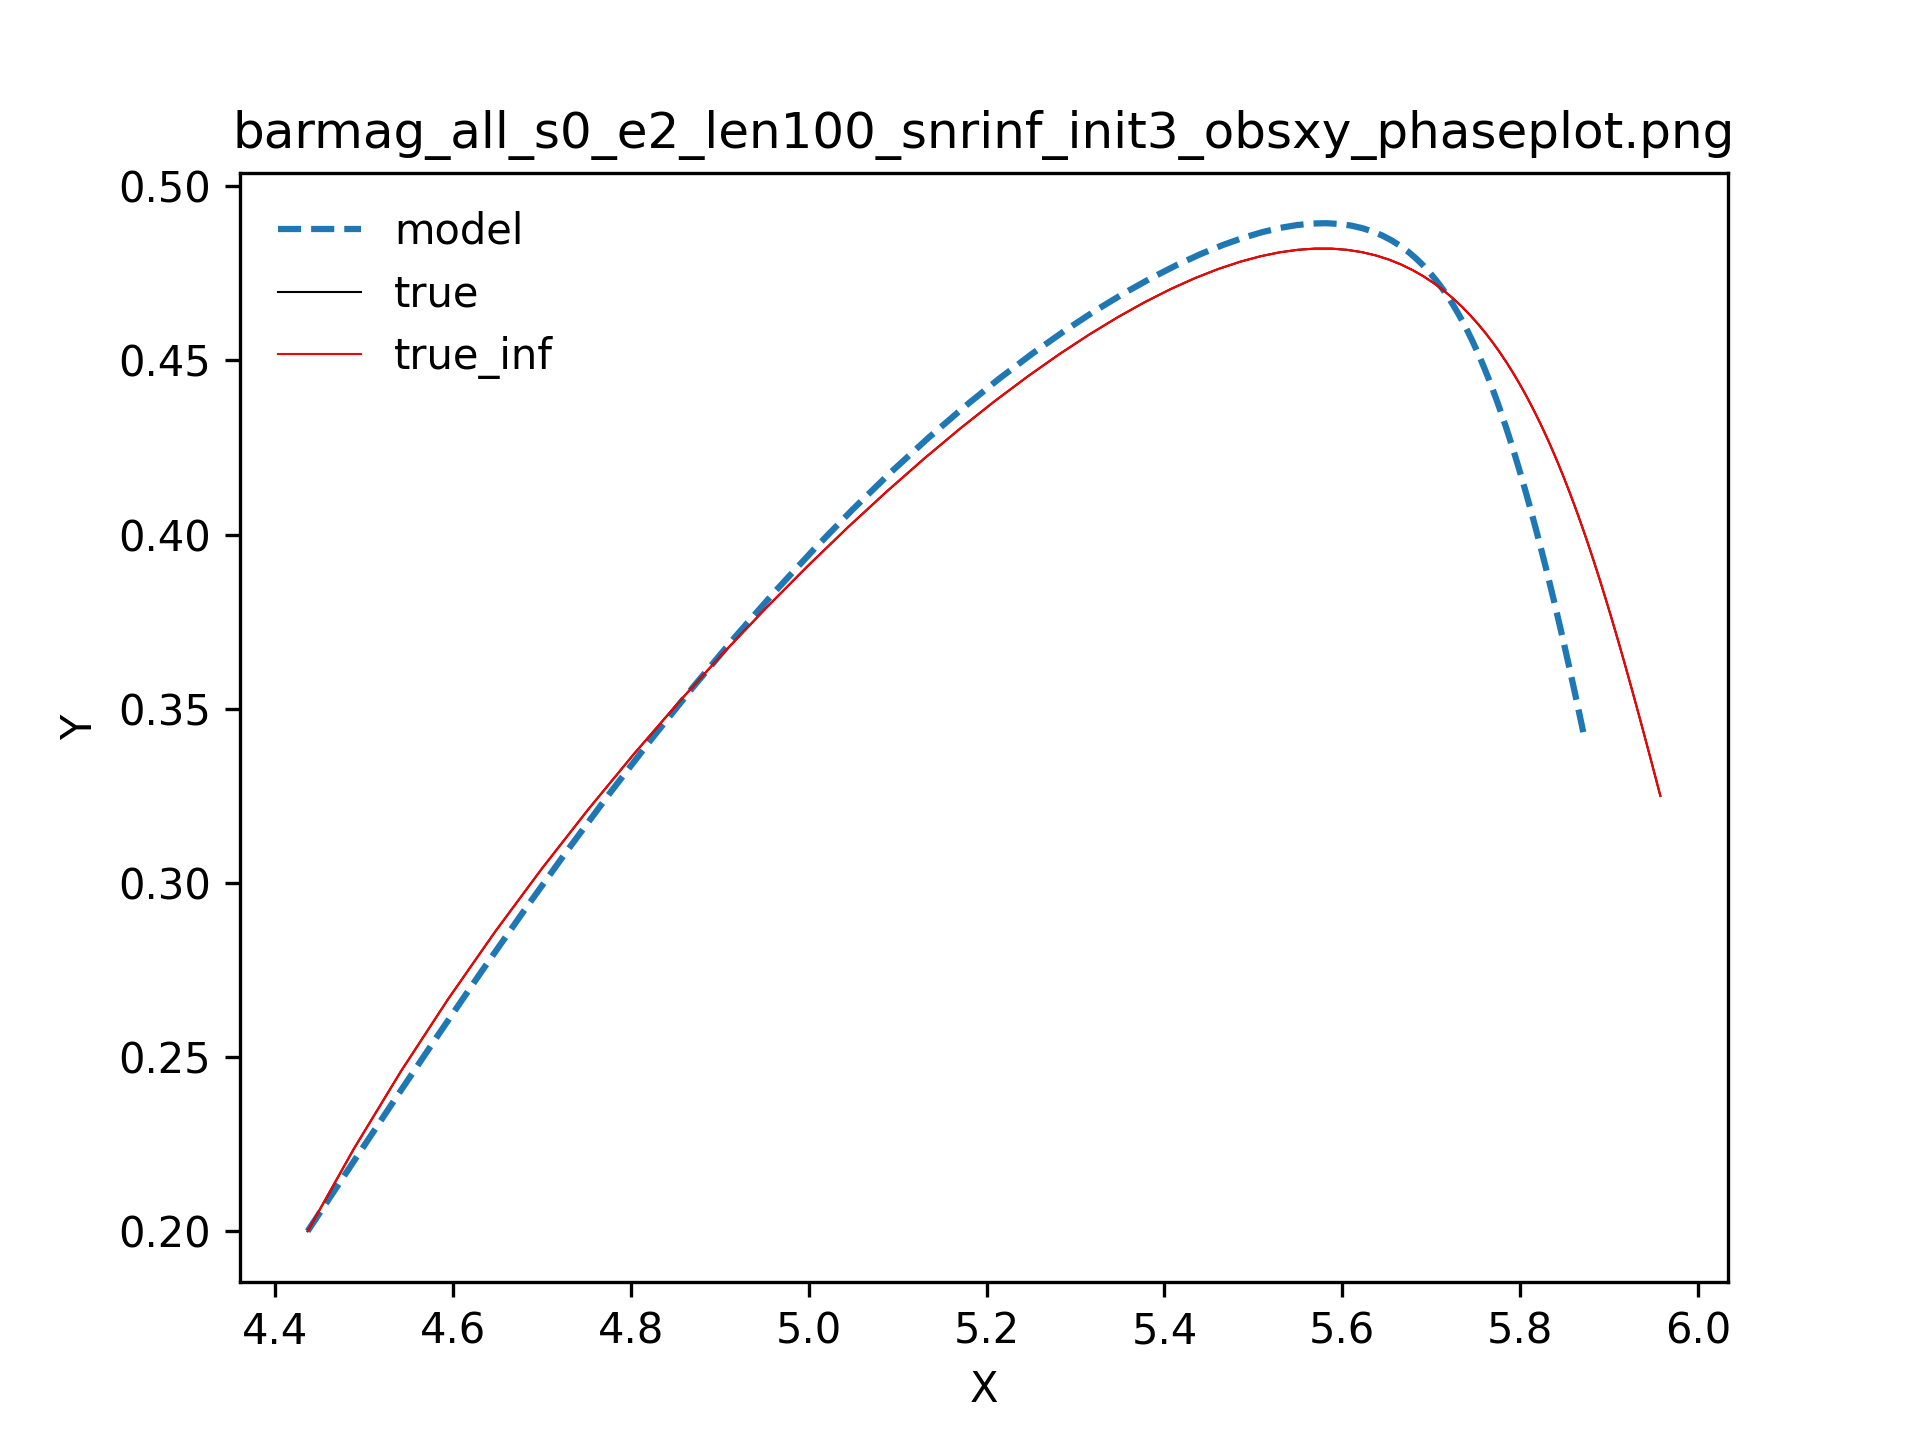 barmag_all_s0_e2_len100_snrinf_init3_obsxy_phaseplot.png
model
true
true_inf
0.50
0.45
0.40
0.35
0.30
0.25
0.20
Y
4.4 4.6 4.8 5.0 5.2 5.4 5.6 5.8 6.0
X